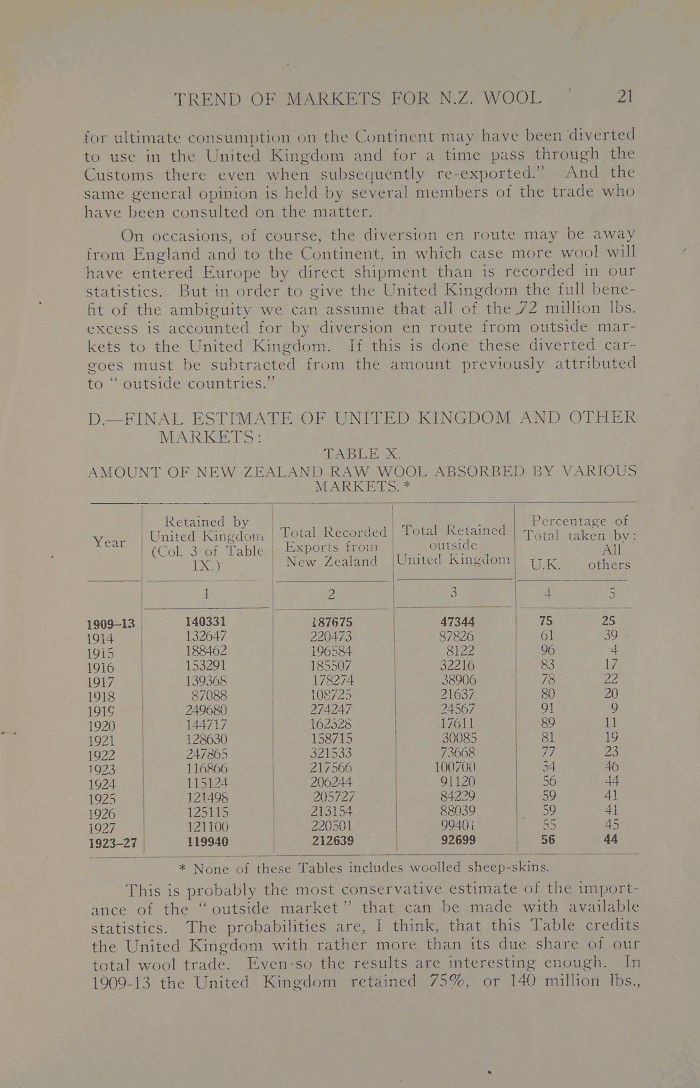 TREND OF MARKETS FOR N.Z. WOOL 21
for ultimate consumption on the Continent may have been diverted
to use in the United Kingdom and for a time pass through the
Customs there even when subsequently re-exported.” And the
same general opinion is held by several members of the trade who
have been consulted on the matter.
On occasions, of course, the diversion en route may be away
from England and to the Continent, in which case more wool will
have entered Europe by direct shipment than is recorded in our
statistics. But in order to give the United Kingdom the full bene-
fit of the ambiguity we can assume that all of the 72 million lbs.
excess is accounted for by diversion en route from outside mar-
kets to the United Kingdom. If this is done these diverted car-
goes must be subtracted from the amount previously attributed
to “ outside countries.”
D.—FINAL ESTIMATE OF UNITED KINGDOM AND OTHER
MARKETS:
TABLE X.
AMOUNT OF NEW ZEALAND RAW WOOL ABSORBED BY VARIOUS
MARKETS.*
Year
Retained by
United Kingdom
(Col. 3 of Table
IX.)
Total Recorded
Exports from
New Zealand
Total Retained
outside
United Kingdom
Percentage of
Total taken by:
All
U.K. others
1 2 3 4 5
1909–13 140331 187675 47344 75 25
1914 132647 220473 87826 61 39
1915 188462 196584 8122 96 4
1916 153291 185507 32216 83 17
1917 139368 178274 38906 78 22
1918 87088 108725 21637 80 20
1919 249680 274247 24567 91 9
1920 144717 162328 17611 89 11
1921 128630 158715 30085 81 19
1922 247865 321533 73668 77 23
1923 116866 217566 100700 54 46
1924 115124 206244 91120 56 44
1925 121498 205727 84229 59 41
1926 125115 213154 88039 59 41
1927 121100 220501 99401 55 45
1923–27 119940 212639 92699 56 44
* None of these Tables includes woolled sheep-skins.
This is probably the most conservative estimate of the import-
ance of the “ outside market ” that can be made with available
statistics. The probabilities are, I think, that this Table credits
the United Kingdom with rather more than its due share of our
total wool trade. Even so the results are interesting enough. In
1909-13 the United Kingdom retained 75%, or 140 million lbs.,